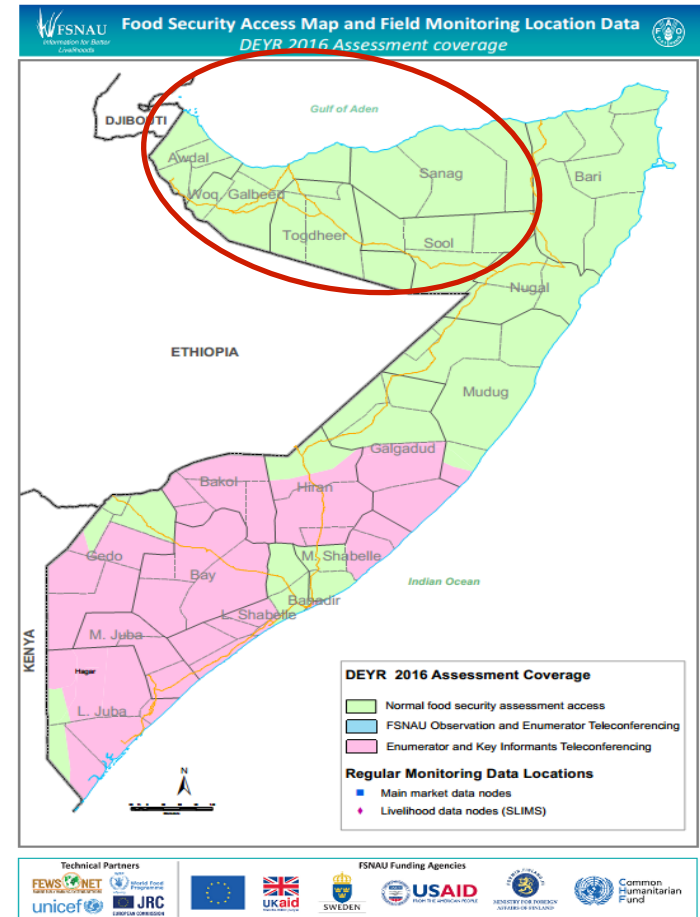 FSNAU
Information for Better
Livelihoods
Food Security Access Map and Field Monitoring Location Data
DEYR 2016 Assessment coverage
FAO
DJIBOUTI
Gulf of Aden
Awdal
Woq. Galbeed
Sanag
Bari
Togdheer
Sool
Nugal
ETHIOPIA
Mudug
Galgadud
Bakol
Hiran
Gedo
M. Shabelle
Bay
Indian Ocean
Banadir
L. Shabelle
M. Juba
KENYA
Hagar
L. Juba
N
DEYR 2016 Assessment Coverage
Normal food security assessment access
FSNAU Observation and Enumerator Teleconferencing
Enumerator and Key Informants Teleconferencing
Regular Monitoring Data Locations
Main market data nodes
Livelihood data nodes (SLIMS)
Technical Partners
FSNAU Funding Agencies
FEWS NET
World Food
Programme
unicef
JRC
EUROPEAN COMMISSION
UKaid
SWEDEN
USAID
FROM THE AMERICAN PEOPLE
MINISTRY FOR FOREIGN
AFFAIRS OF FINLAND
Common
Humanitarian
Fund